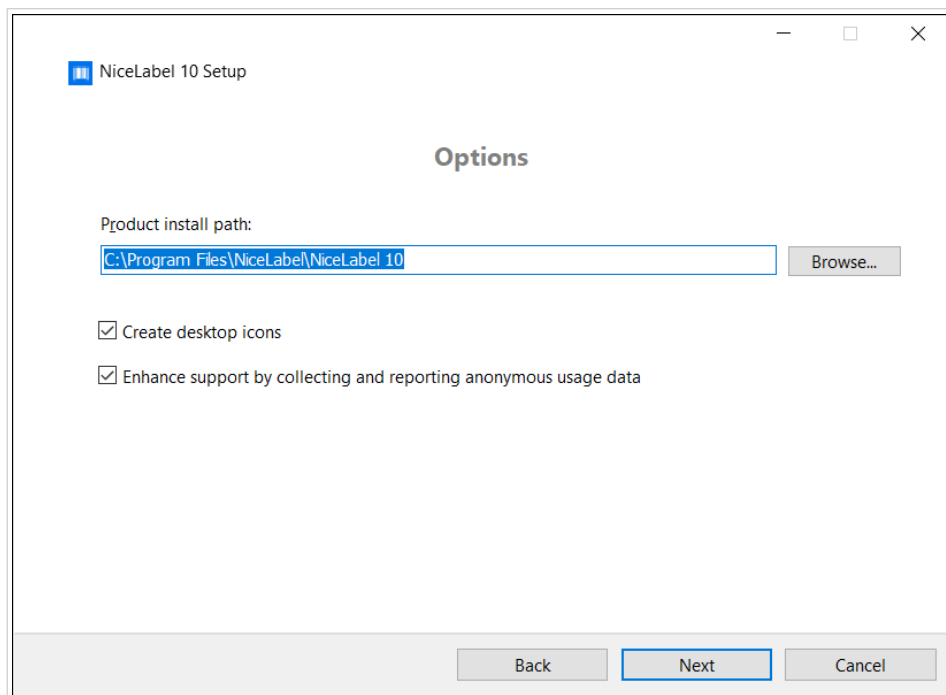 NiceLabel 10 Setup
Options
Product install path:
C:\Program Files\NiceLabel\NiceLabel 10
Browse...
Create desktop icons
Enhance support by collecting and reporting anonymous usage data
Back Next Cancel